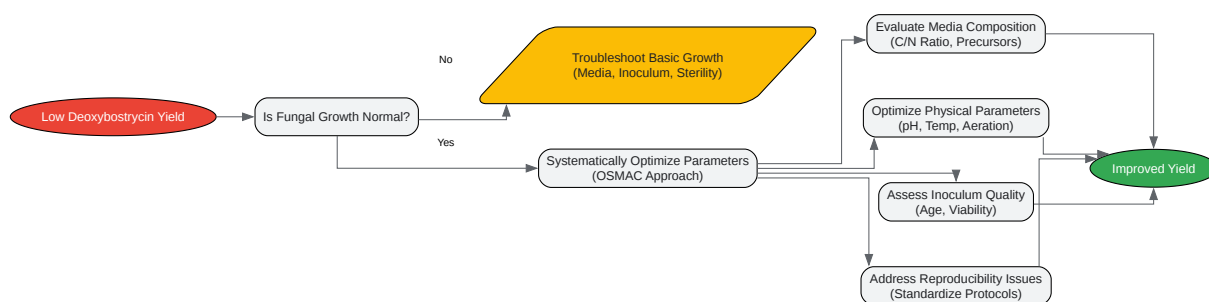 Low Deoxybostrycin Yield
Is Fungal Growth Normal?
No
Yes
Troubleshoot Basic Growth
(Media, Inoculum, Sterility)
Systematically Optimize Parameters
(OSMAC Approach)
Evaluate Media Composition
(C/N Ratio, Precursors)
Optimize Physical Parameters
(pH, Temp, Aeration)
Assess Inoculum Quality
(Age, Viability)
Address Reproducibility Issues
(Standardize Protocols)
Improved Yield